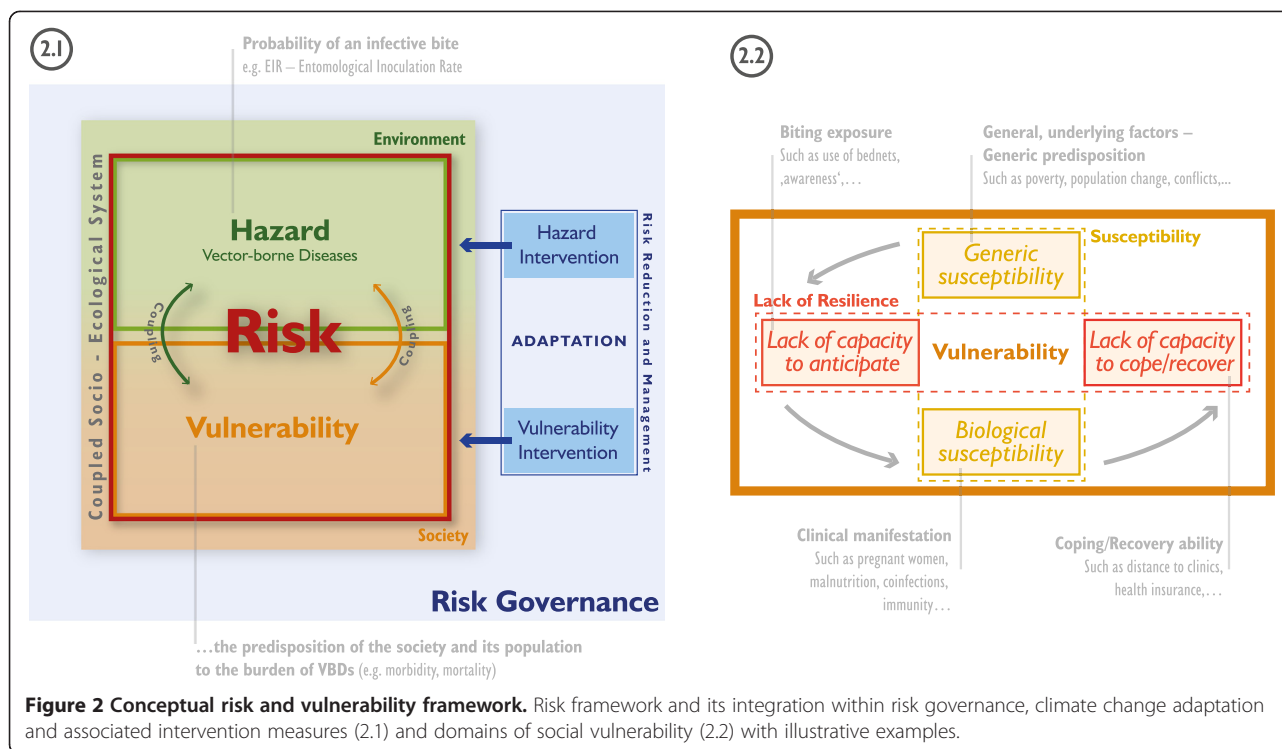 2.1
Probability of an infective bite
e.g. EIR – Entomological Inoculation Rate
Environment
Coupled Socio - Ecological System
Hazard
Vector-borne Diseases
Coupling
Coupling
Risk
Vulnerability
Society
Hazard
Intervention
ADAPTATION
Vulnerability
Intervention
Risk Reduction and Management
Risk Governance
...the predisposition of the society and its population
to the burden of VBDs (e.g. morbidity, mortality)
2.2
Biting exposure
Such as use of bednets,
‚awareness‘,...
General, underlying factors –
Generic predisposition
Such as poverty, population change, conflicts,...
Susceptibility
Generic
susceptibility
Lack of Resilience
Lack of capacity
to anticipate
Vulnerability
Lack of capacity
to cope/recover
Biological
susceptibility
Clinical manifestation
Such as pregnant women,
malnutrition, coinfections,
immunity...
Coping/Recovery ability
Such as distance to clinics,
health insurance,...
Figure 2 Conceptual risk and vulnerability framework. Risk framework and its integration within risk governance, climate change adaptation
and associated intervention measures (2.1) and domains of social vulnerability (2.2) with illustrative examples.